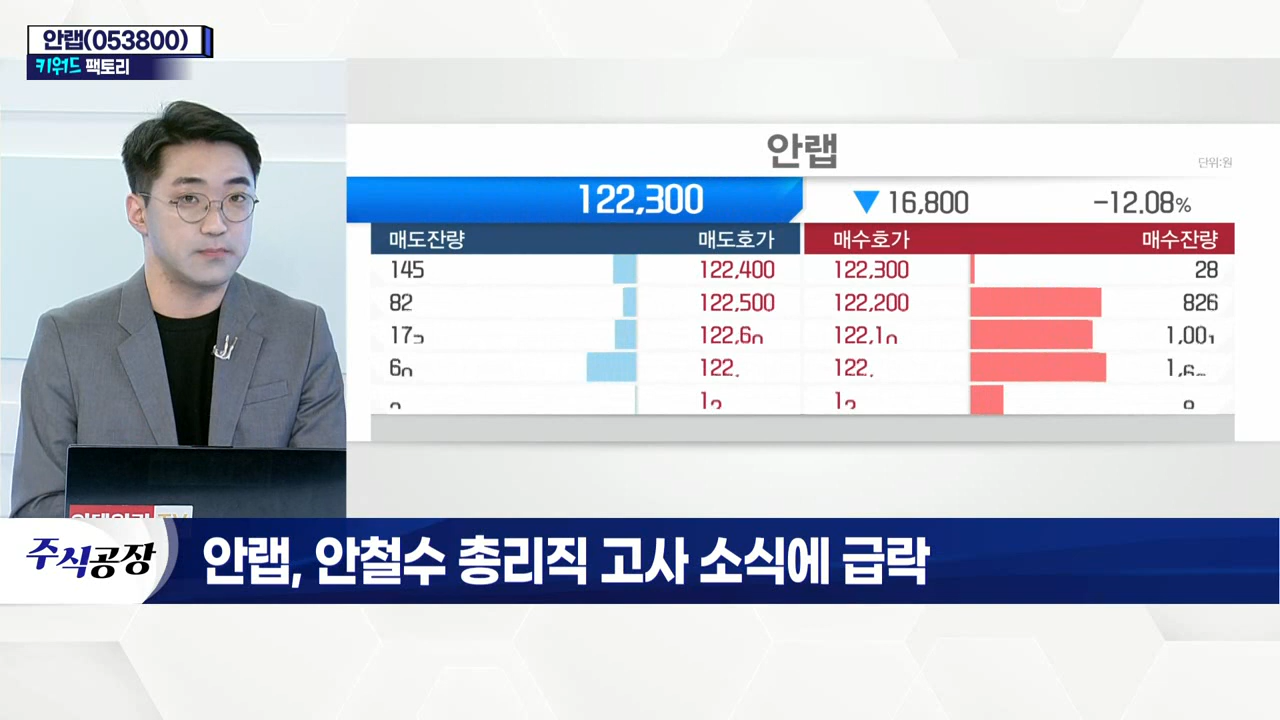 안랩(053800)
키워드 팩토리
안랩
단위:원
122,300 ▼ 16,800 -12.08%
매도잔량 매도호가 매수호가 매수잔량
145 122,400 122,300 28
82 122,500 122,200 826
주식공장
안랩, 안철수 총리직 고사 소식에 급락